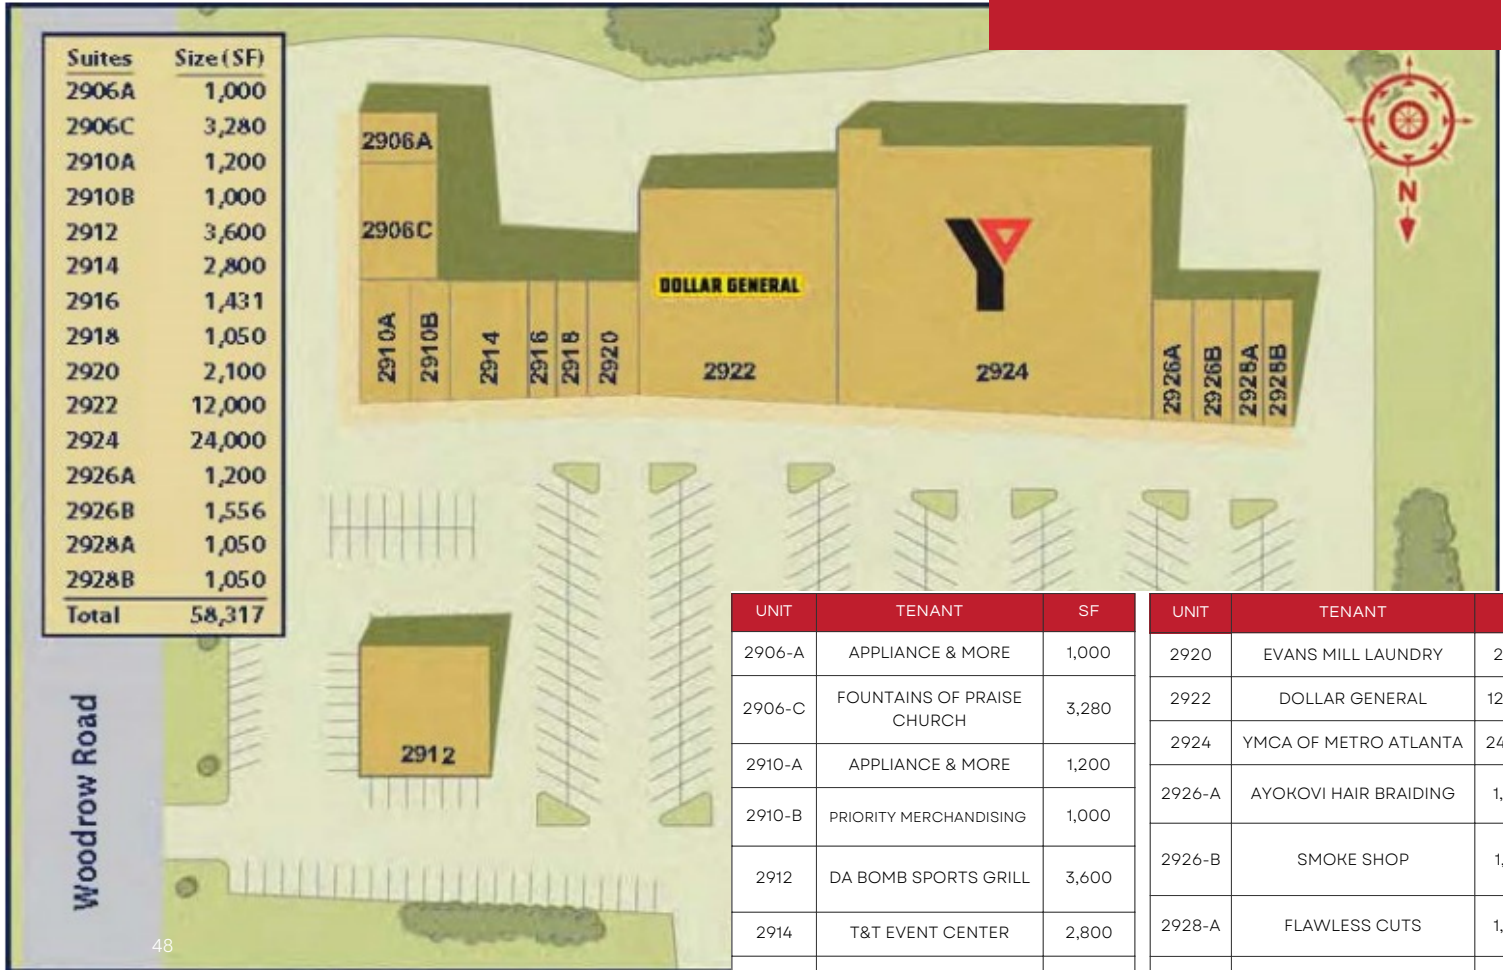 Suites Size (SF)
2906A 1,000
2906C 3,280
2910A 1,200
2910B 1,000
2912 3,600
2914 2,800
2916 1,431
2918 1,050
2920 2,100
2922 12,000
2924 24,000
2926A 1,200
2926B 1,556
2928A 1,050
2928B 1,050
Total 58,317
2906A
2906C
2910A
2910B
2914
2916
2918
2920
DOLLAR GENERAL
2922
Y
2924
2926A
2926B
2928A
2928B
N
2912
Woodrow Road
48
UNIT TENANT SF
2906-A APPLIANCE & MORE 1,000
2906-C FOUNTAINS OF PRAISE
CHURCH 3,280
2910-A APPLIANCE & MORE 1,200
2910-B PRIORITY MERCHANDISING 1,000
2912 DA BOMB SPORTS GRILL 3,600
2914 T&T EVENT CENTER 2,800
UNIT TENANT
2920 EVANS MILL LAUNDRY 2
2922 DOLLAR GENERAL 12
2924 YMCA OF METRO ATLANTA 24
2926-A AYOKOVI HAIR BRAIDING 1,
2926-B SMOKE SHOP 1,
2928-A FLAWLESS CUTS 1,